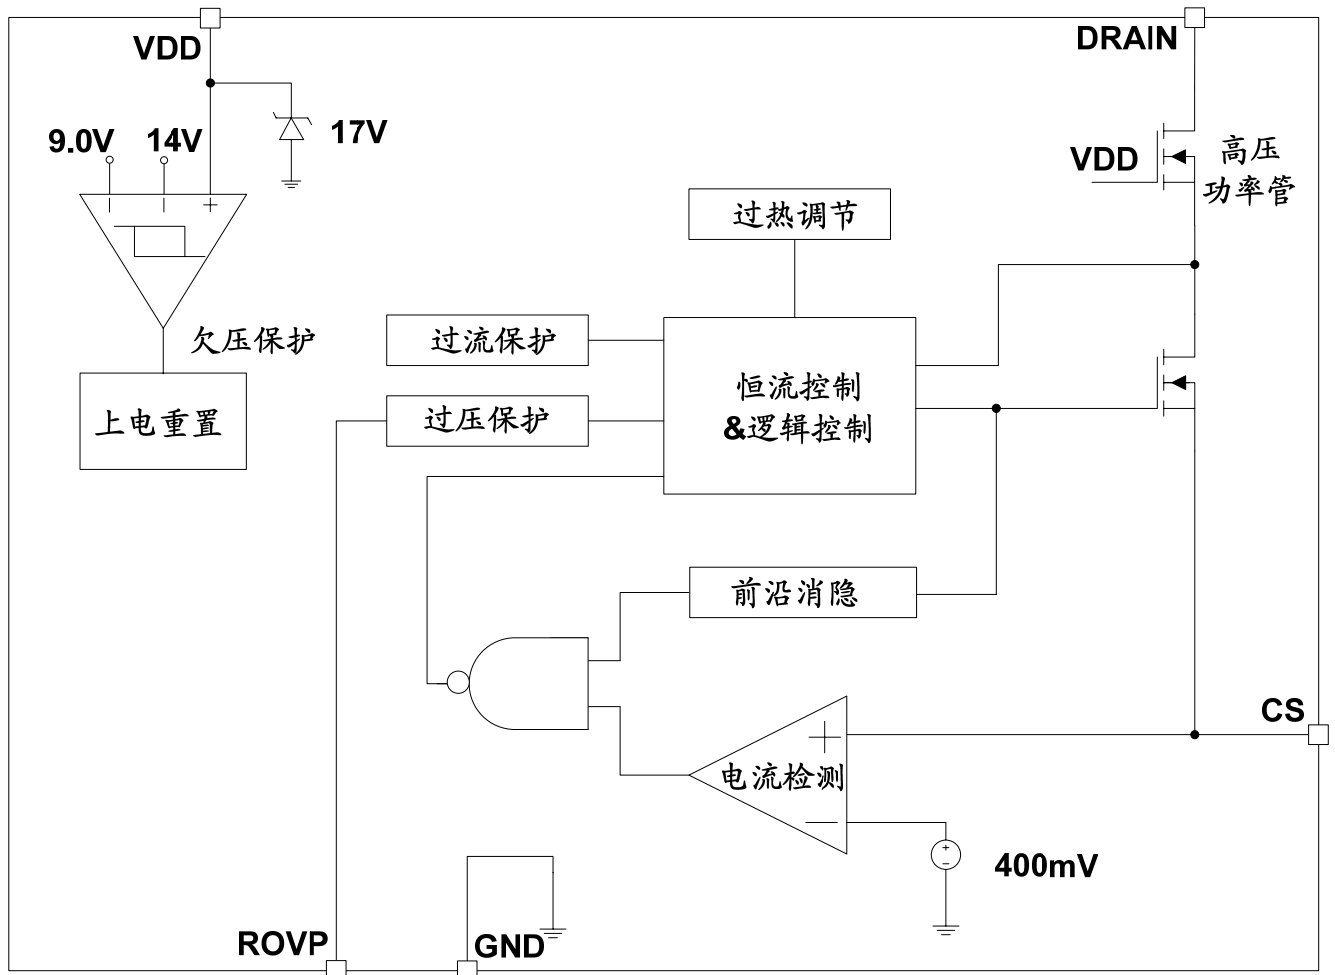 VDD
DRAIN
9.0V
14V
17V
VDD
高压
功率管
过热调节
欠压保护
过流保护
上电重置
过压保护
恒流控制
&逻辑控制
前沿消隐
CS
电流检测
400mV
ROVP
GND